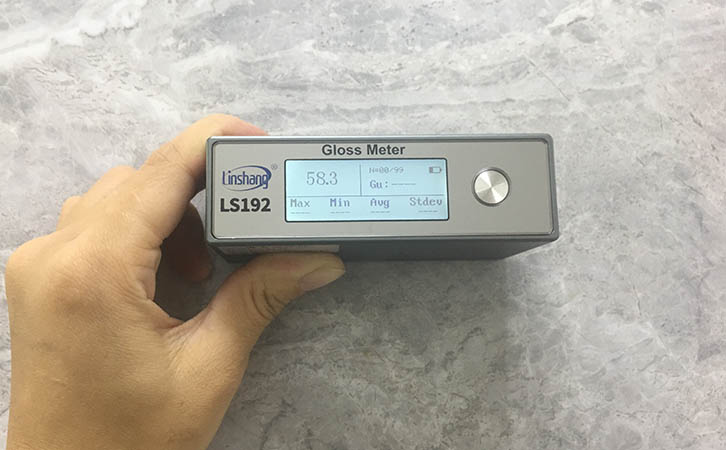 Gloss Meter
Linshang®
LS192
58.3
N=00/99
Gu:----
Max Min Avg Stdev
---- ---- ---- ----